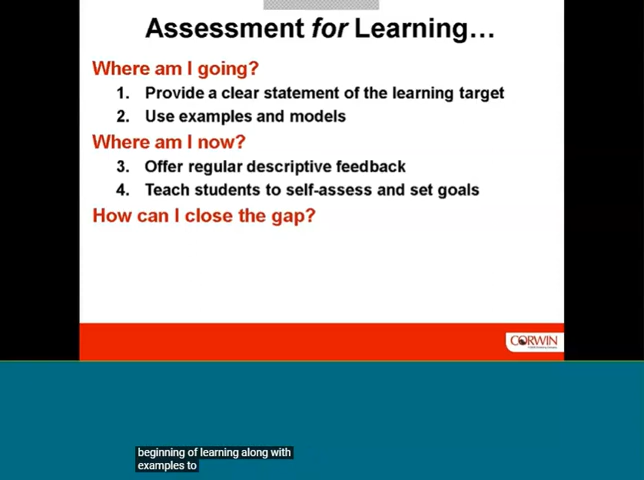 Assessment for Learning...
Where am I going?
1. Provide a clear statement of the learning target
2. Use examples and models
Where am I now?
3. Offer regular descriptive feedback
4. Teach students to self-assess and set goals
How can I close the gap?
CORWIN
beginning of learning along with
examples to